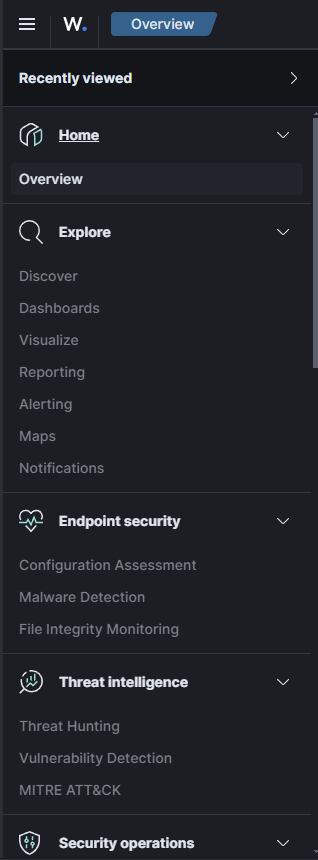 W.
Overview
Recently viewed
Home
Overview
Explore
Discover
Dashboards
Visualize
Reporting
Alerting
Maps
Notifications
Endpoint security
Configuration Assessment
Malware Detection
File Integrity Monitoring
Threat intelligence
Threat Hunting
Vulnerability Detection
MITRE ATT&CK
Security operations